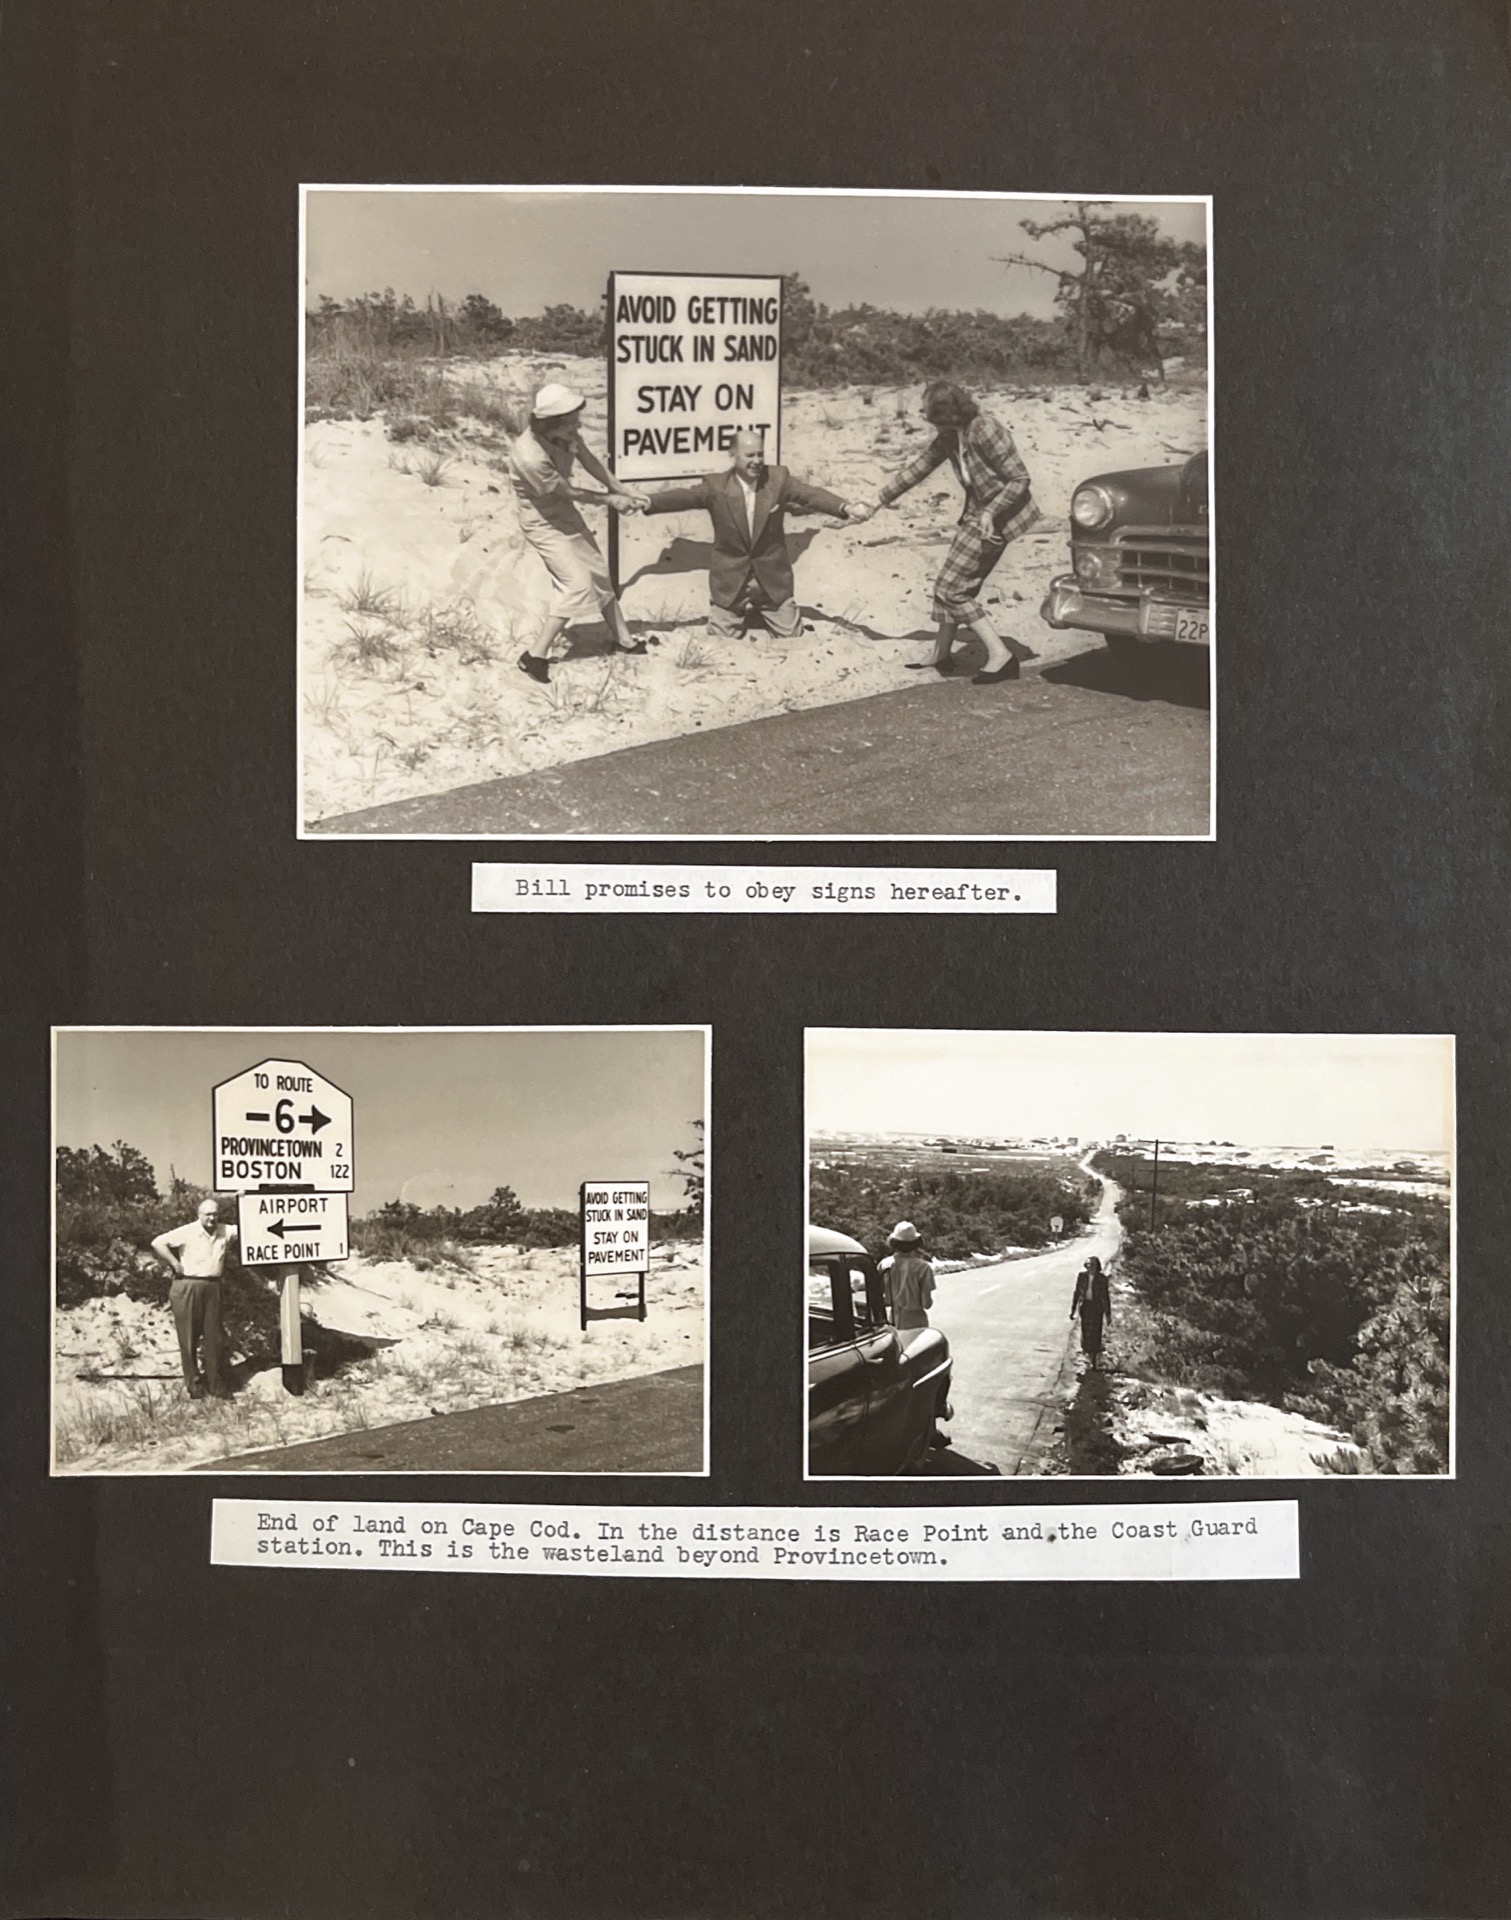 AVOID GETTING
STUCK IN SAND
STAY ON
PAVEMENT
22P
Bill promises to obey signs hereafter.
TO ROUTE
6
PROVINCETOWN 2
BOSTON 122
AIRPORT
RACE POINT 1
AVOID GETTING
STUCK IN SAND
STAY ON
PAVEMENT
End of land on Cape Cod. In the distance is Race Point and the Coast Guard
station. This is the wasteland beyond Provincetown.